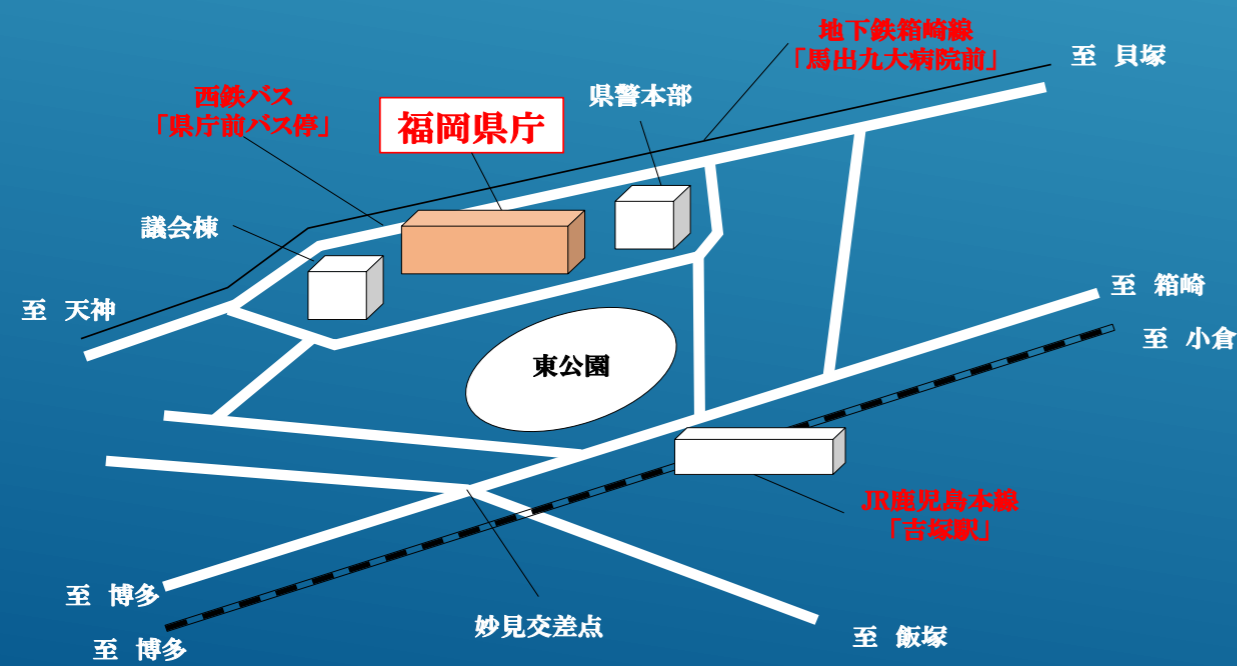 地下鉄箱崎線
「馬出九大病院前」
至 貝塚
西鉄バス
「県庁前バス停」
福岡県庁
県警本部
議会棟
至 天神
至 箱崎
至 小倉
東公園
JR鹿児島本線
「吉塚駅」
至 博多
至 博多
妙見交差点
至 飯塚